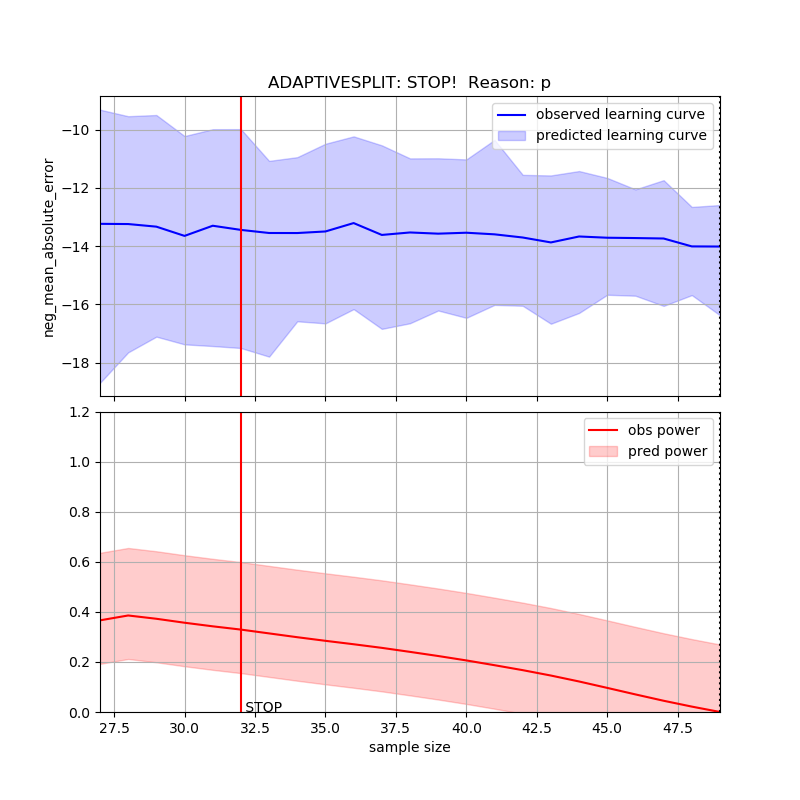 ADAPTIVESPLIT: STOP!  Reason: p
observed learning curve
predicted learning curve
neg_mean_absolute_error
−10
−12
−14
−16
−18
obs power
pred power
1.2
1.0
0.8
0.6
0.4
0.2
0.0
STOP
27.5 30.0 32.5 35.0 37.5 40.0 42.5 45.0 47.5
sample size